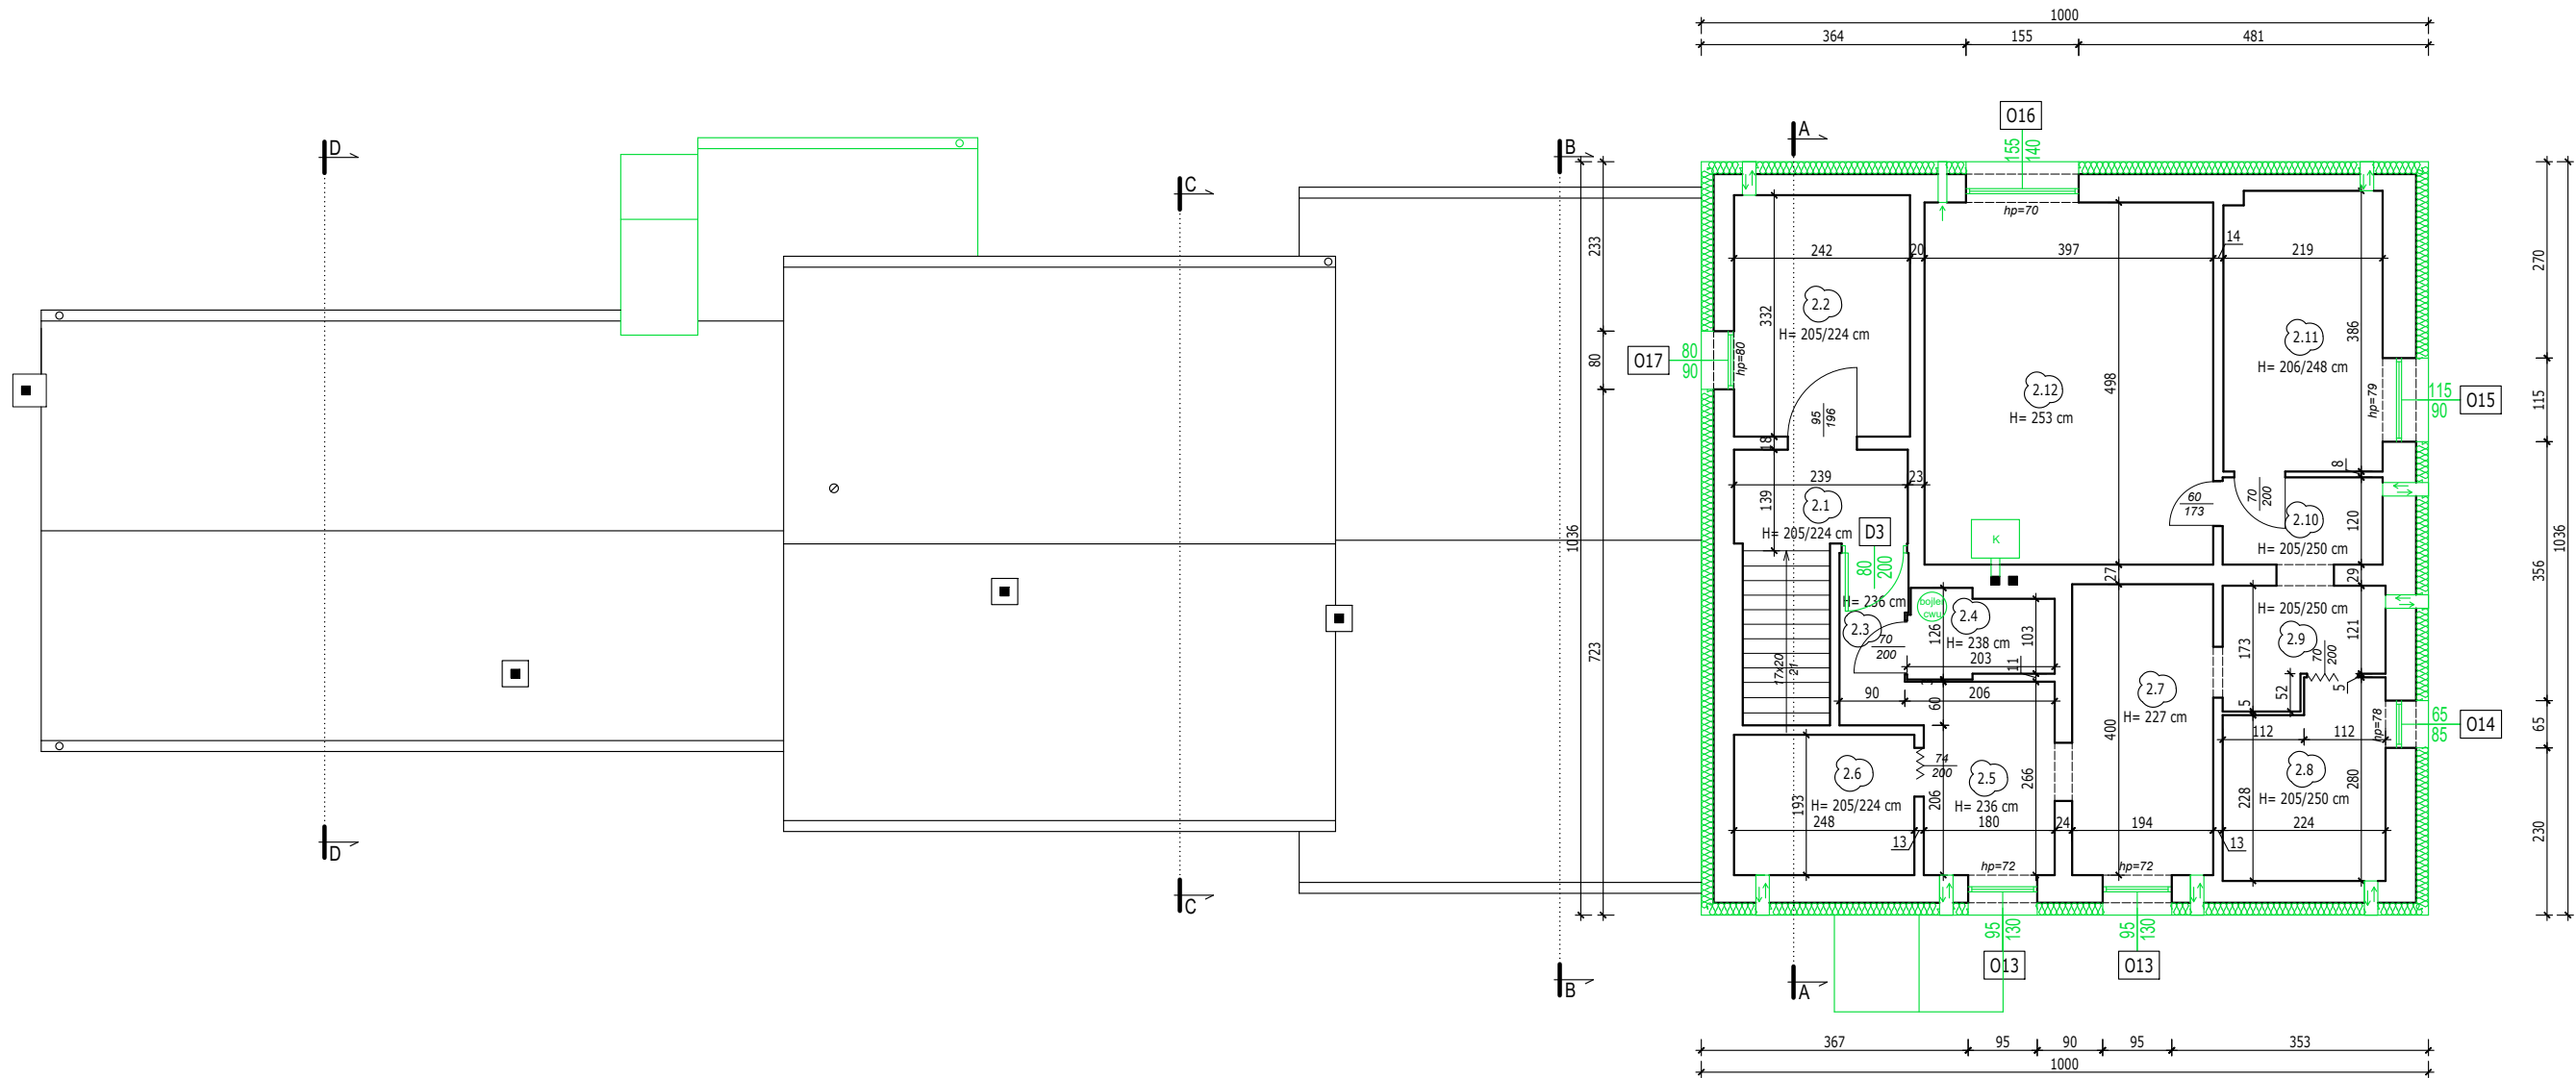 1000
364 155 481
O16
155
140
hp=70
D
C
B
A
233
80
723
1036
242 20 397 14 219
2.2
H= 205/224 cm
332
O17
80
90
hp=80
95
196
18
2.12
H= 253 cm
498
2.11
H= 206/248 cm
386
hp=79
115
90
O15
270
115
356
65
230
1036
239 23
139
2.1
H= 205/224 cm
D3
80
200
60
173
70
200
8
2.10
H= 205/250 cm
120
K
27
29
H= 236 cm
2.3
bojler
cwu
2.4
H= 238 cm
126
103
70
200
203
11
17x20
21
90 206
60
H= 205/250 cm
2.9
173
121
70
200
52
5
5
2.7
H= 227 cm
400
112 112
hp=78
65
85
O14
2.6
H= 205/224 cm
193
74
200
2.5
H= 236 cm
206
266
2.8
H= 205/250 cm
228
280
248 180 24 194 224
13
13
hp=72
hp=72
D
C
B
A
95
130
O13
95
130
O13
367 95 90 95 353
1000